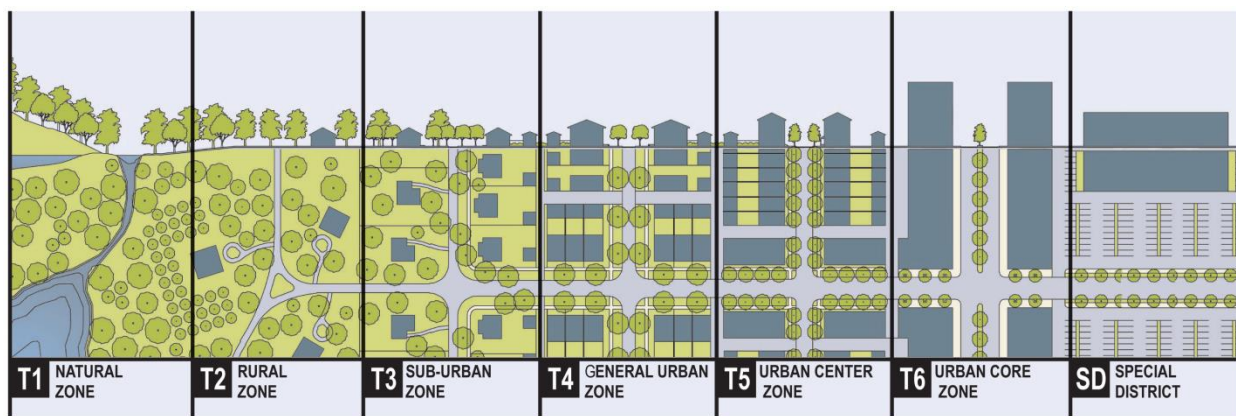 T1 NATURAL
ZONE
T2 RURAL
ZONE
T3 SUB-URBAN
ZONE
T4 GENERAL URBAN
ZONE
T5 URBAN CENTER
ZONE
T6 URBAN CORE
ZONE
SD SPECIAL
DISTRICT